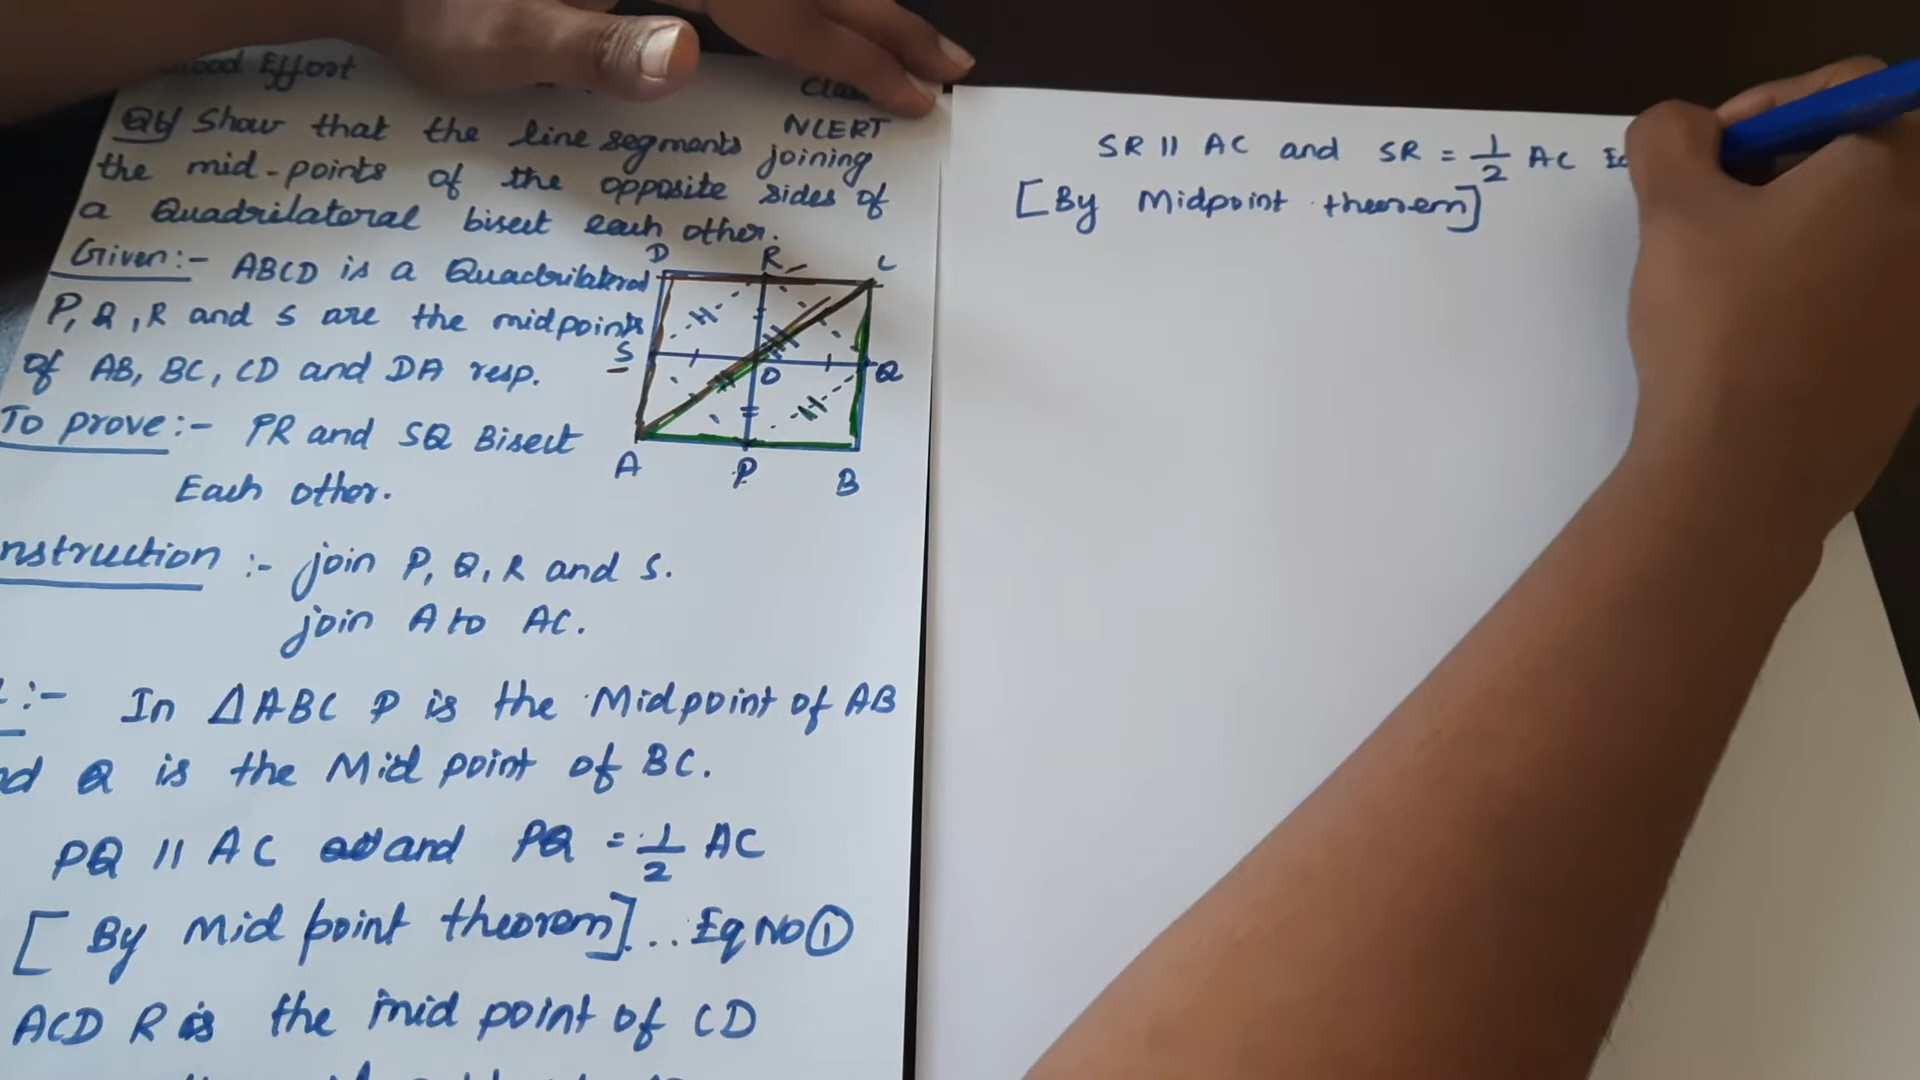 Effort
Q6/ Show that the line segments joining
NCERT
the mid-points of the opposite sides of
a Quadrilateral bisect each other.
Given:- ABCD is a Quadrilateral
P, Q, R and S are the midpoints
of AB, BC, CD and DA resp.
To prove:- PR and SQ Bisect
Each other.
D R C
S O Q
A P B
:- join P, Q, R and S.
join A to AC.
:- In ΔABC P is the Midpoint of AB
Q is the Mid point of BC.
PQ || AC and PQ = 1/2 AC
[By mid point theorem]... Eq No ①
ACD R is the mid point of CD
SR || AC and SR = 1/2 AC
[By Midpoint theorem]